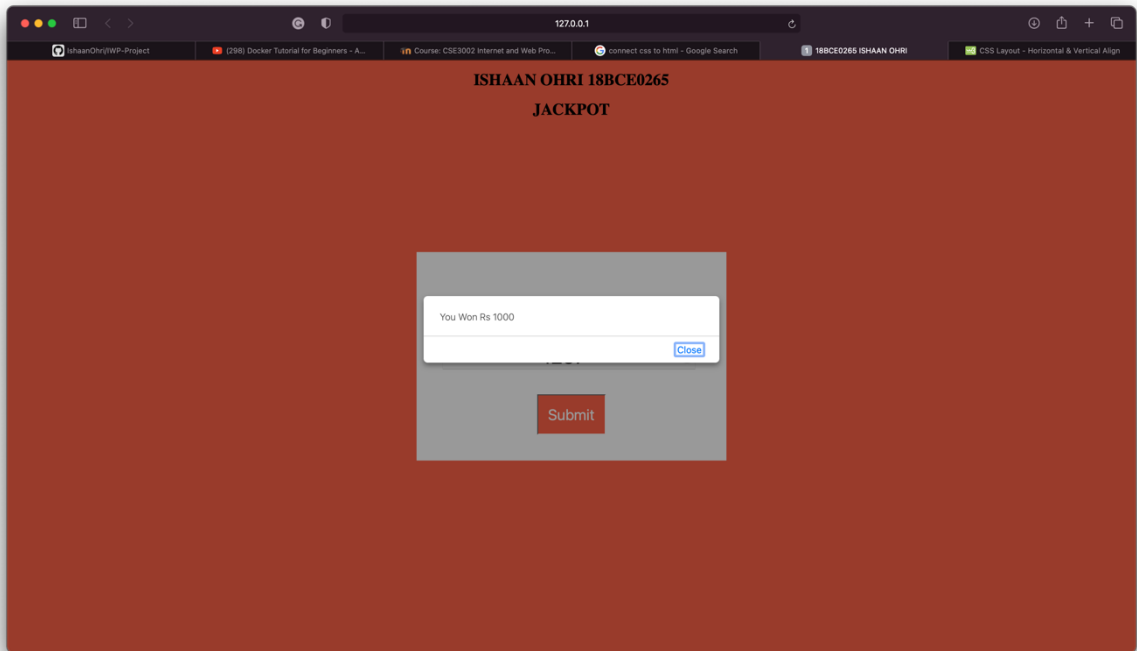 127.0.0.1
IshaanOhri/IWP-Project
(298) Docker Tutorial for Beginners - A...
Course: CSE3002 Internet and Web Pro...
connect css to html - Google Search
1 18BCE0265 ISHAAN OHRI
CSS Layout - Horizontal & Vertical Align
ISHAAN OHRI 18BCE0265
JACKPOT
You Won Rs 1000
Close
Submit